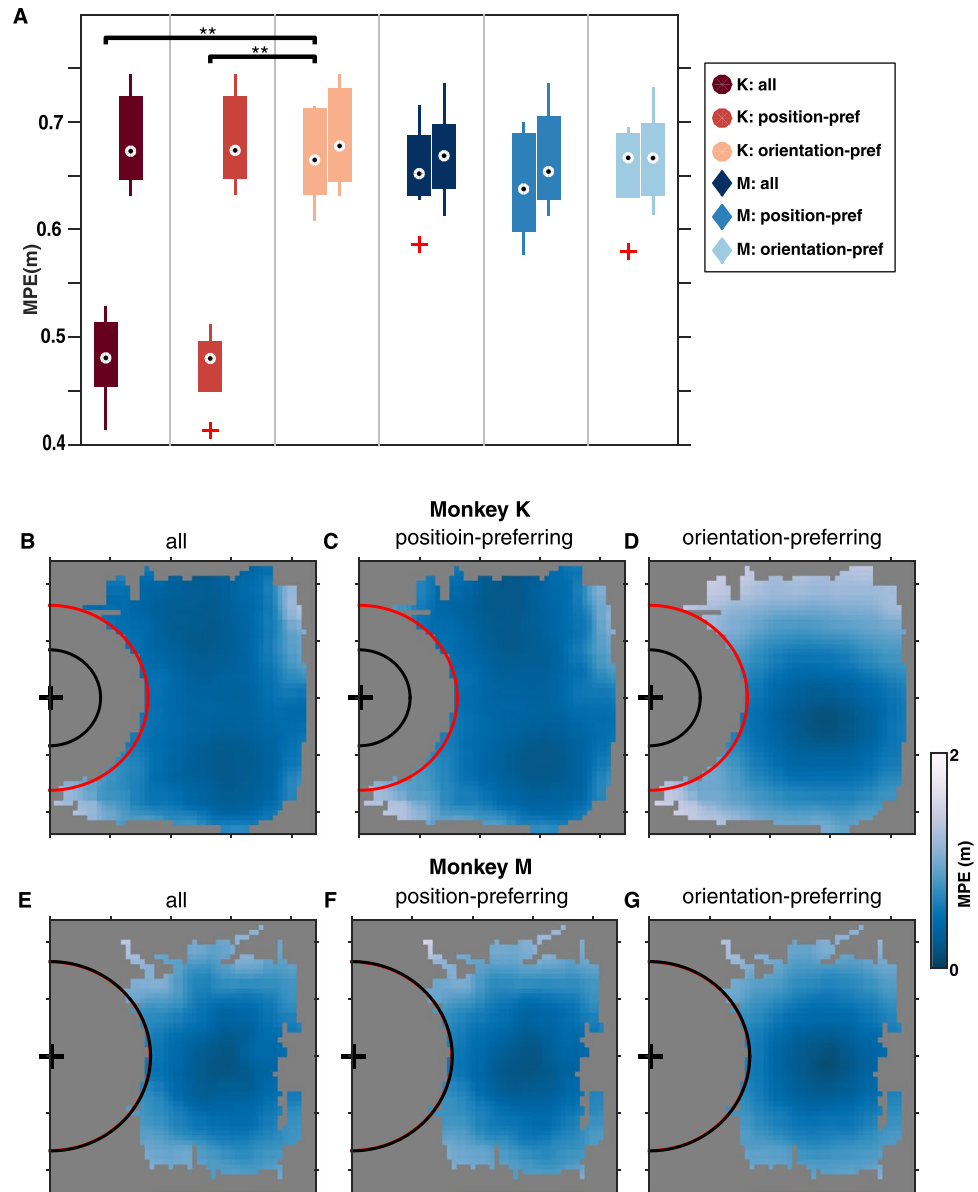 A
**
**
0.7
0.6
0.5
0.4
MPE(m)
K: all
K: position-pref
K: orientation-pref
M: all
M: position-pref
M: orientation-pref
Monkey K
B
all
C
positioin-preferring
D
orientation-preferring
2
MPE (m)
0
Monkey M
E
all
F
position-preferring
G
orientation-preferring